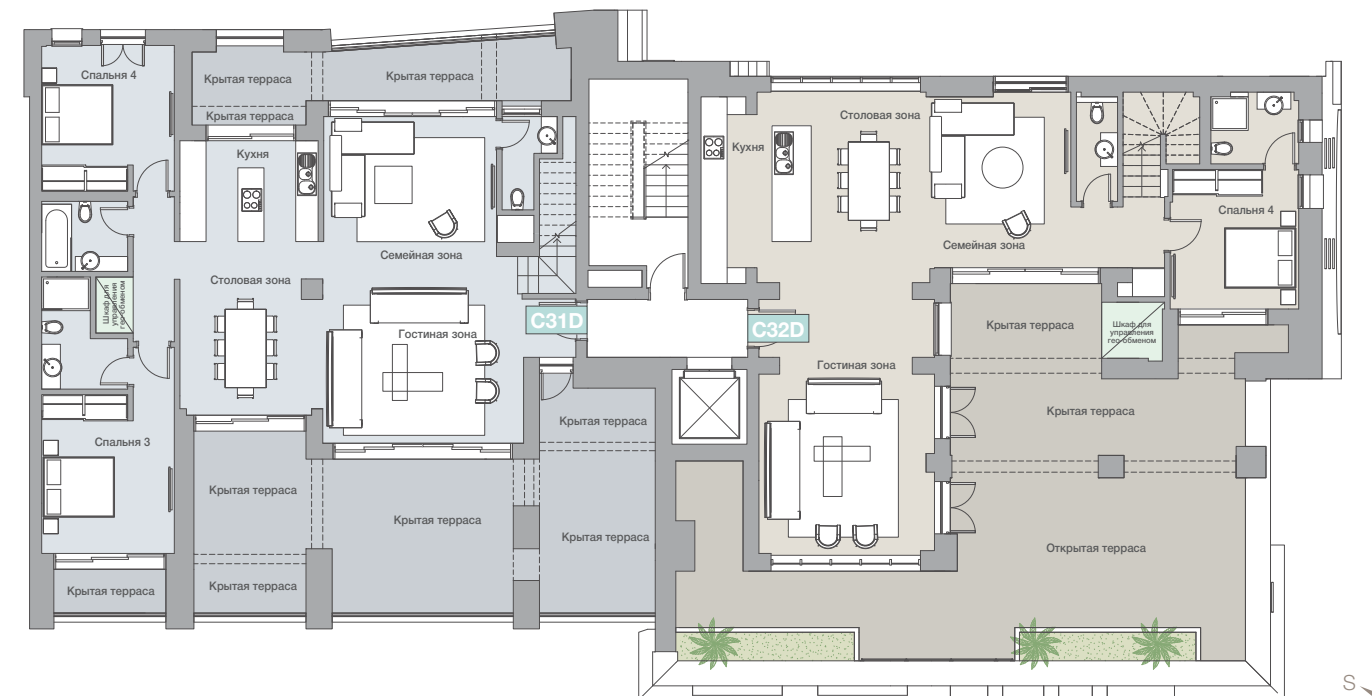 Спальня 4
Крытая терраса
Крытая терраса
Крытая терраса
Кухня
Семейная зона
Столовая зона
Шкаф для
управления
гео-обменом
C31D
Гостиная зона
Спальня 3
Крытая терраса
Крытая терраса
Крытая терраса
Крытая терраса
Крытая терраса
Крытая терраса
Столовая зона
Кухня
Спальня 4
Семейная зона
C32D
Крытая терраса
Шкаф для
управления
гео-обменом
Гостиная зона
Крытая терраса
Открытая терраса
S